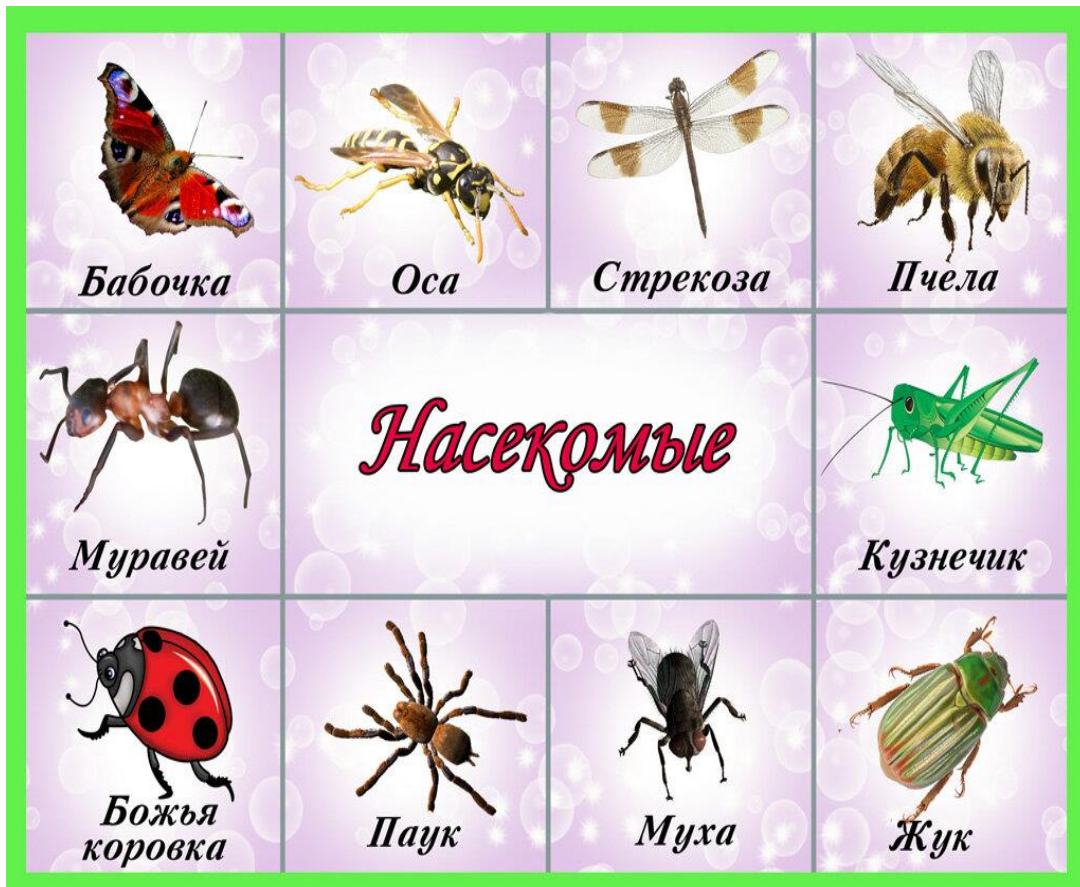 Бабочка
Оса
Стрекоза
Пчела
Муравей
Насекомые
Кузнечик
Божья
коровка
Паук
Муха
Жук